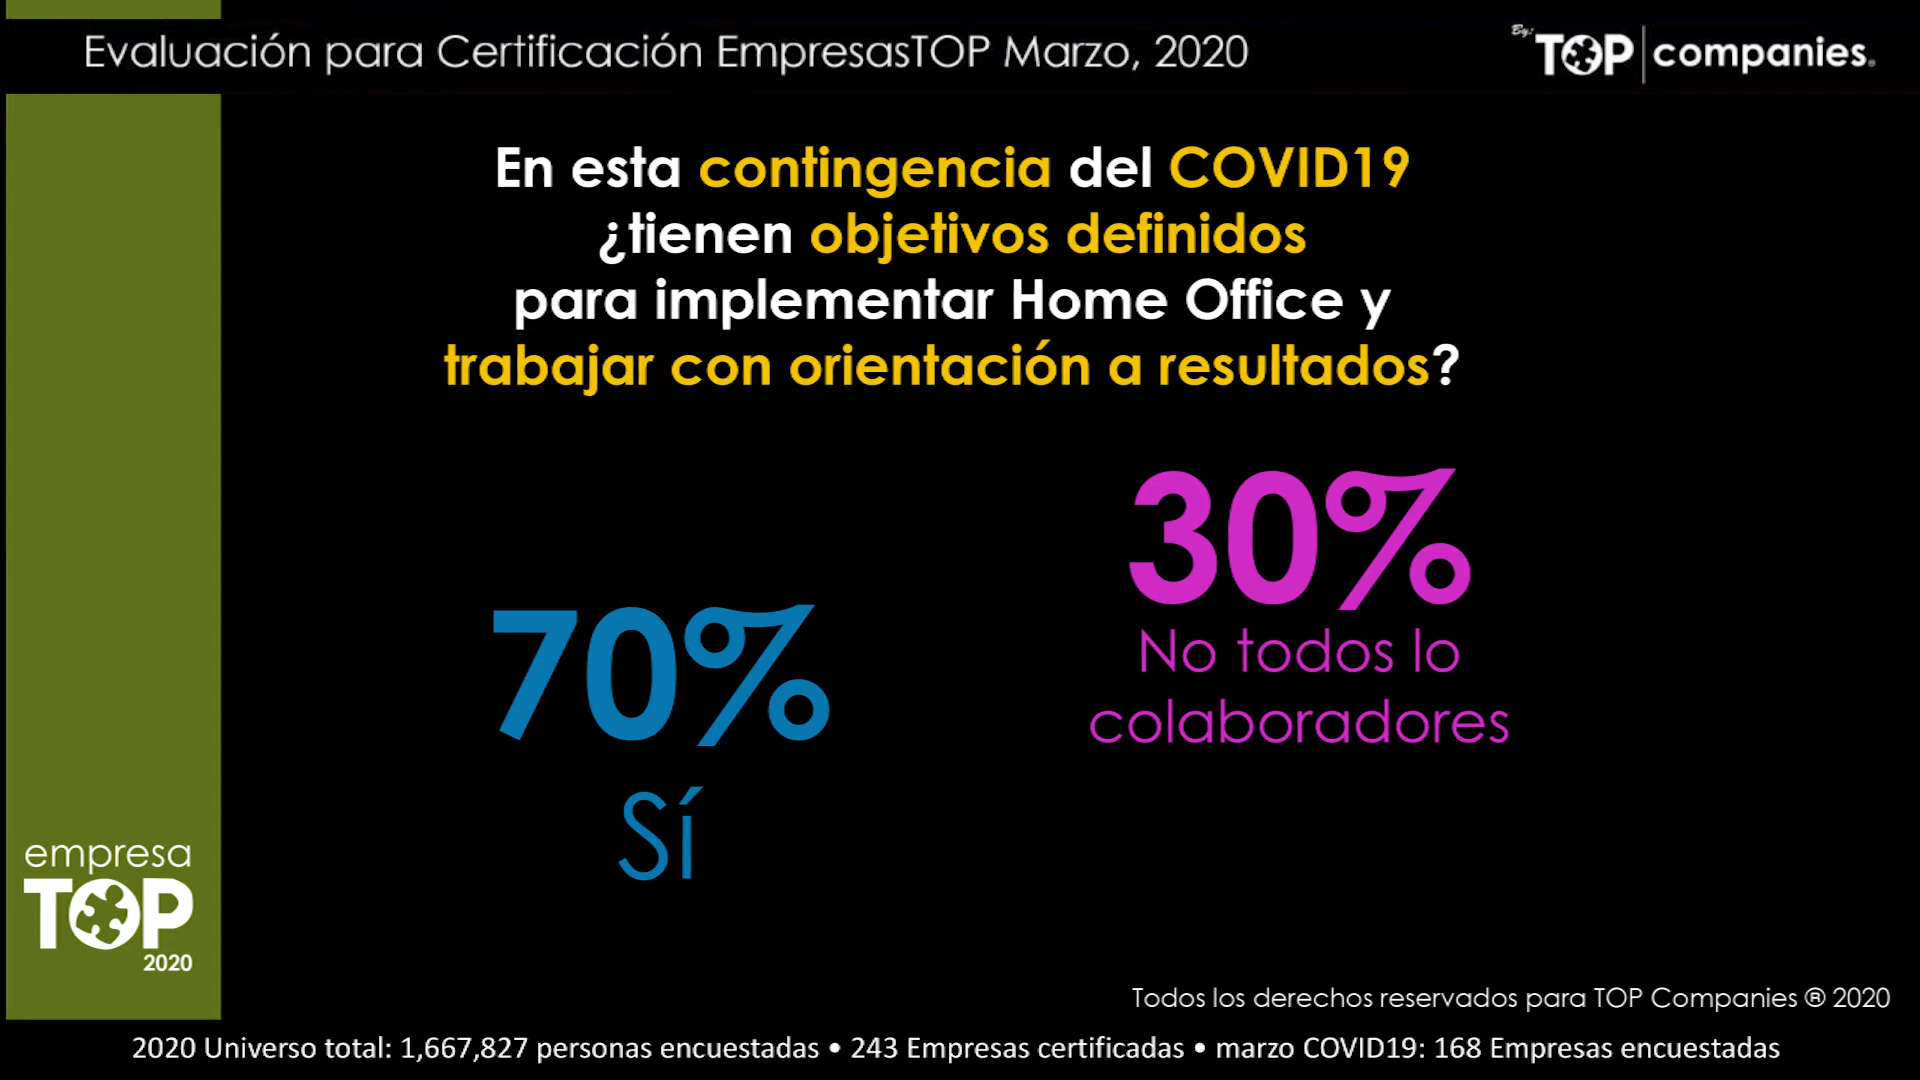 Evaluación para Certificación EmpresasTOP Marzo, 2020
By: TOP companies.
En esta contingencia del COVID19
¿tienen objetivos definidos
para implementar Home Office y
trabajar con orientación a resultados?
70%
Sí
30%
No todos lo
colaboradores
empresa
TOP
2020
Todos los derechos reservados para TOP Companies ® 2020
2020 Universo total: 1,667,827 personas encuestadas • 243 Empresas certificadas • marzo COVID19: 168 Empresas encuestadas